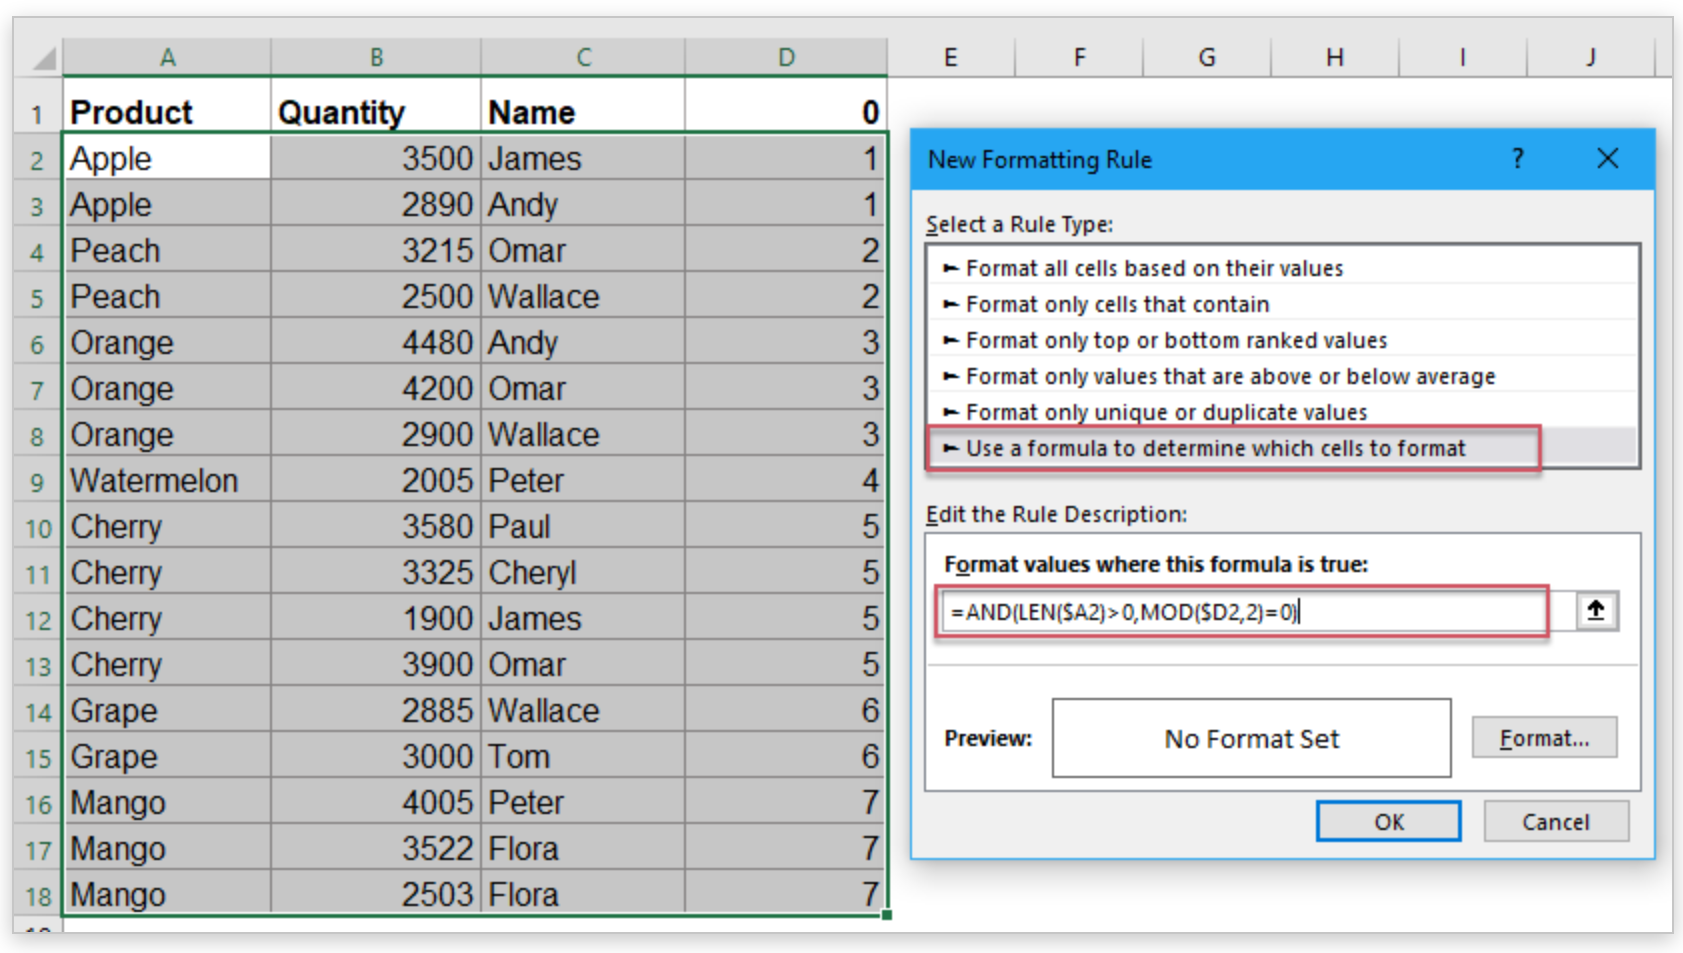 A B C D E F G H I J
1 Product Quantity Name 0
2 Apple 3500 James 1
3 Apple 2890 Andy 1
4 Peach 3215 Omar 2
5 Peach 2500 Wallace 2
6 Orange 4480 Andy 3
7 Orange 4200 Omar 3
8 Orange 2900 Wallace 3
9 Watermelon 2005 Peter 4
10 Cherry 3580 Paul 5
11 Cherry 3325 Cheryl 5
12 Cherry 1900 James 5
13 Cherry 3900 Omar 5
14 Grape 2885 Wallace 6
15 Grape 3000 Tom 6
16 Mango 4005 Peter 7
17 Mango 3522 Flora 7
18 Mango 2503 Flora 7
New Formatting Rule ?
Select a Rule Type:
► Format all cells based on their values
► Format only cells that contain
► Format only top or bottom ranked values
► Format only values that are above or below average
► Format only unique or duplicate values
► Use a formula to determine which cells to format
Edit the Rule Description:
Format values where this formula is true:
=AND(LEN($A2)>0,MOD($D2,2)=0)
Preview: No Format Set Format...
OK Cancel